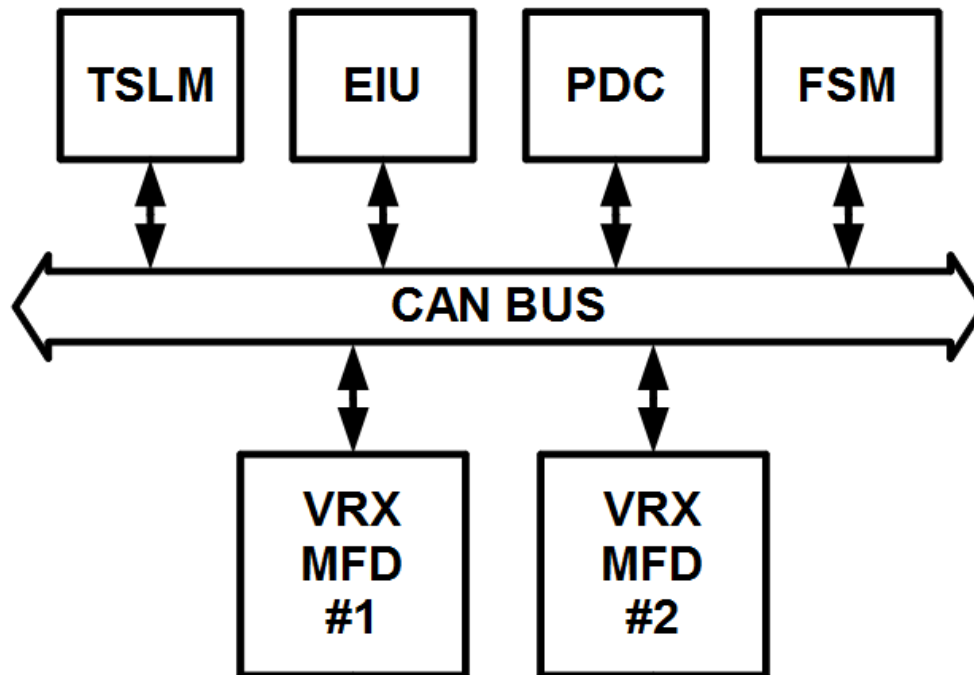 TSLM
EIU
PDC
FSM
CAN BUS
VRX
MFD
#1
VRX
MFD
#2